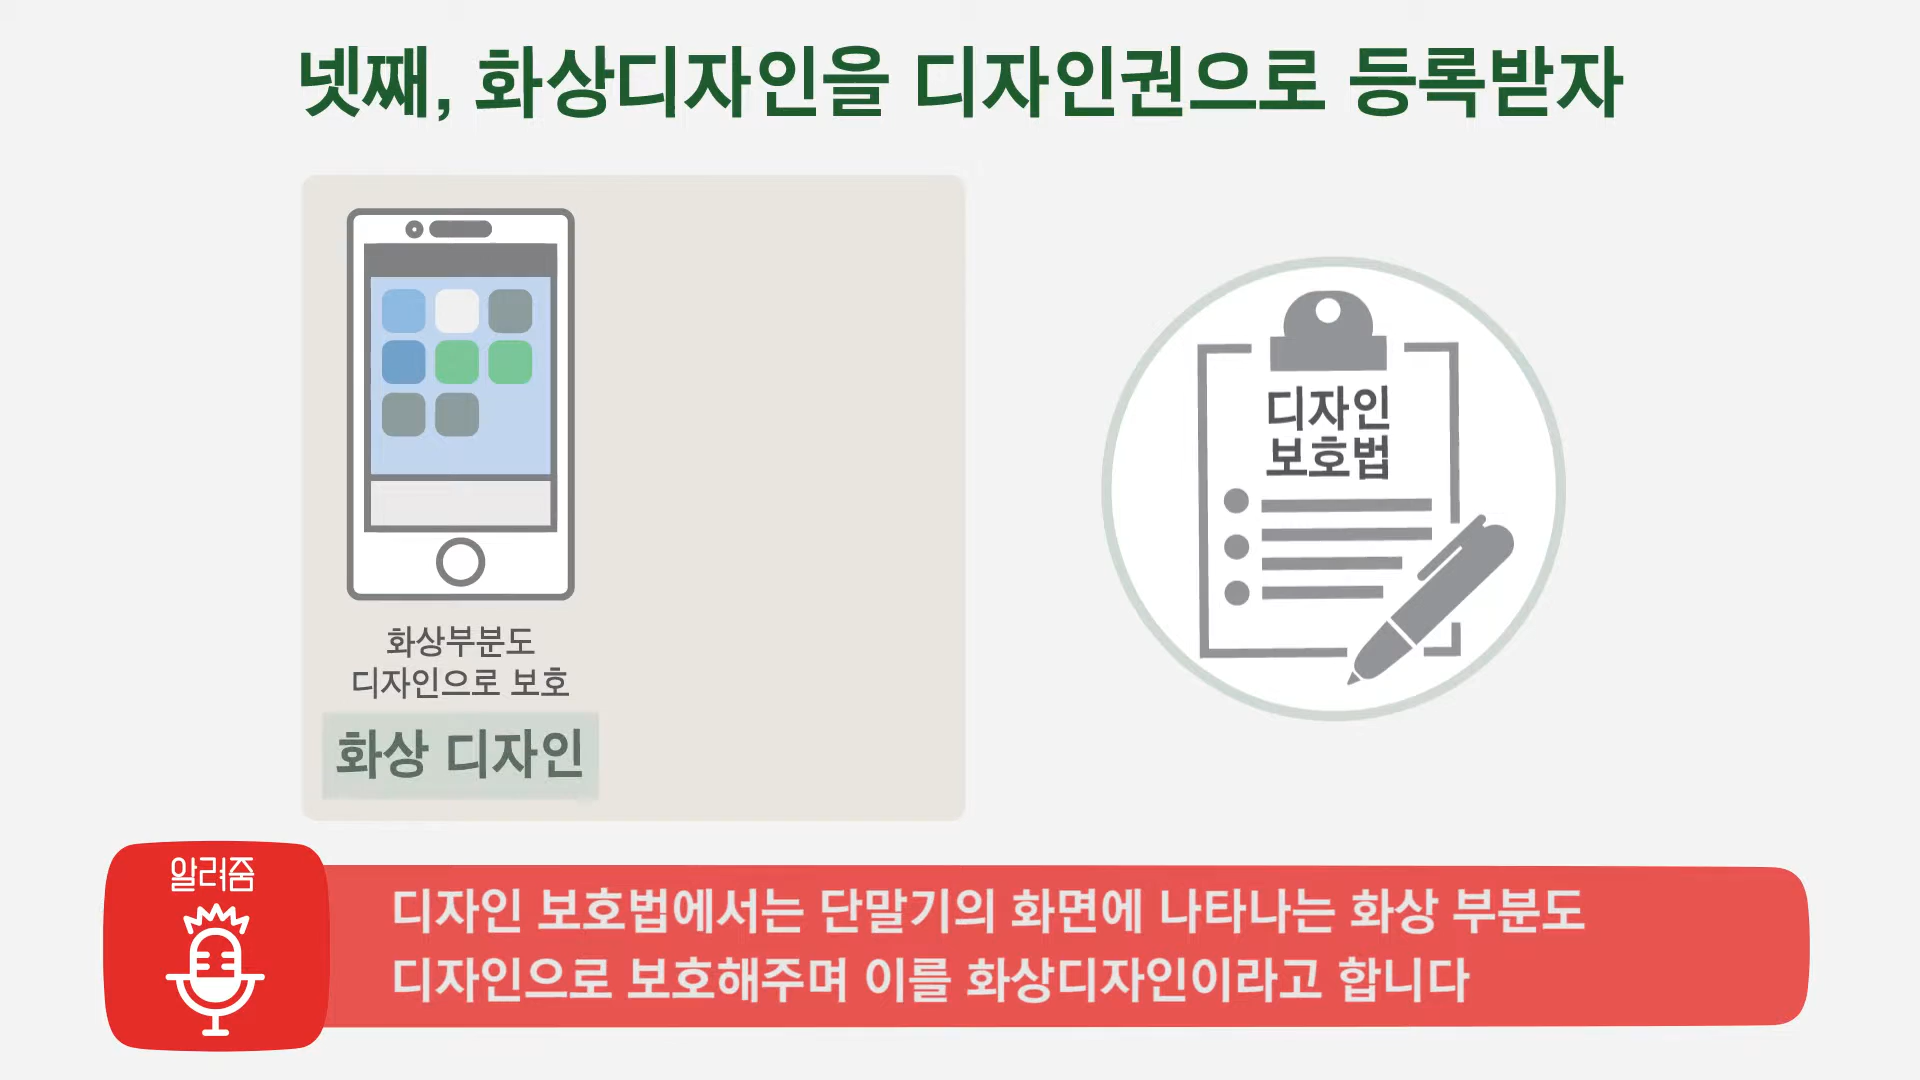 넷째, 화상디자인을 디자인권으로 등록받자
화상부분도
디자인으로 보호
화상 디자인
디자인
보호법
알려줌
디자인 보호법에서는 단말기의 화면에 나타나는 화상 부분도
디자인으로 보호해주며 이를 화상디자인이라고 합니다